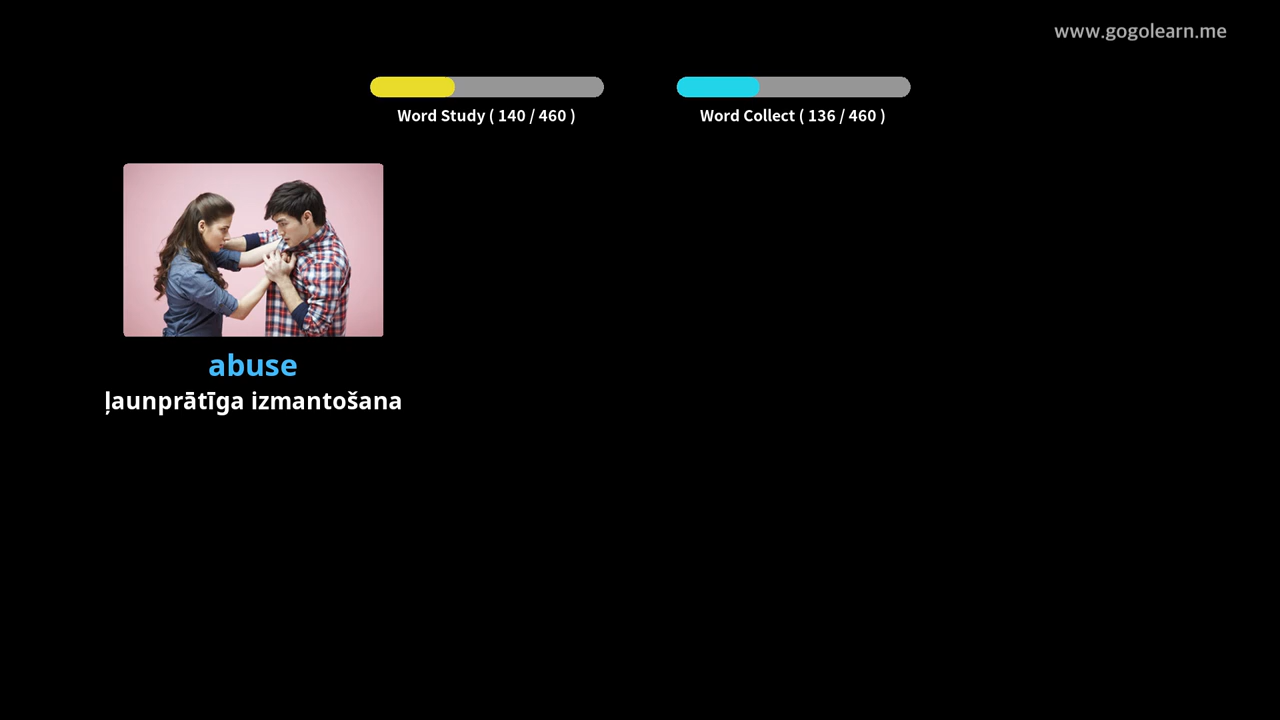 www.gogolearn.me
Word Study ( 140 / 460 )
Word Collect ( 136 / 460 )
abuse
ļaunprātīga izmantošana